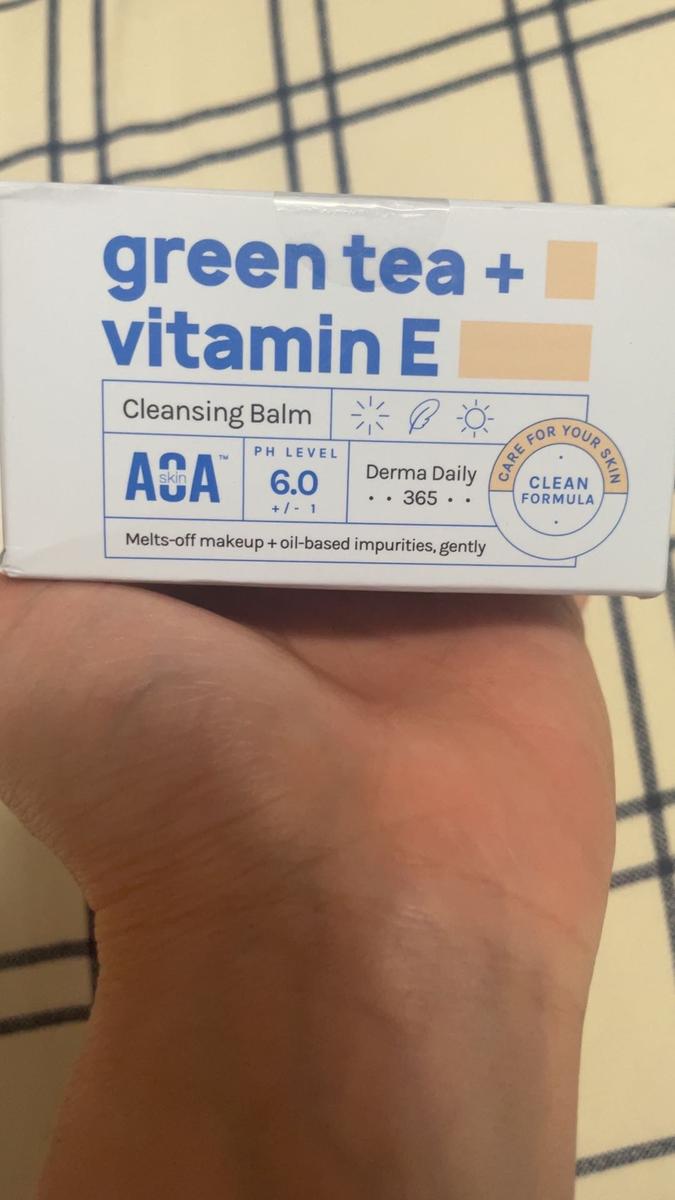 green tea +
vitamin E
Cleansing Balm
AOA™
skin
PH LEVEL
6.0
+/- 1
Derma Daily
· · 365 · ·
CARE FOR YOUR SKIN
CLEAN
FORMULA
Melts-off makeup + oil-based impurities, gently